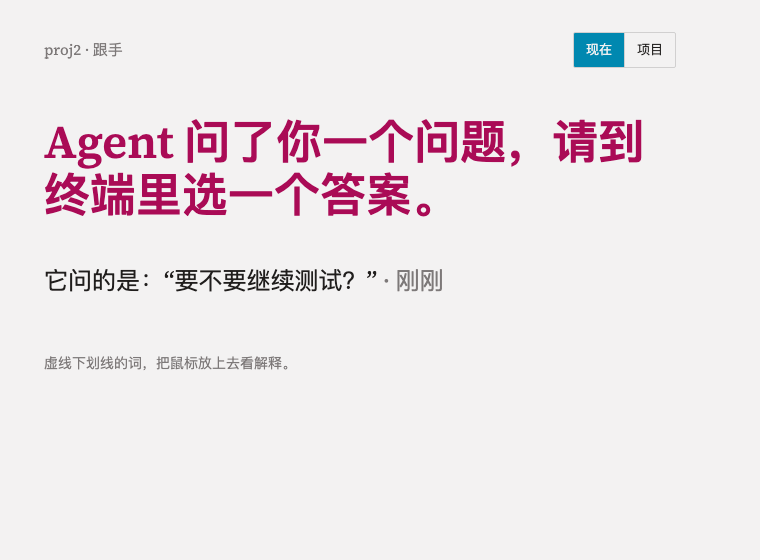 proj2 · 跟手
现在 项目
Agent 问了你一个问题，请到
终端里选一个答案。
它问的是：“要不要继续测试？” · 刚刚
虚线下划线的词，把鼠标放上去看解释。